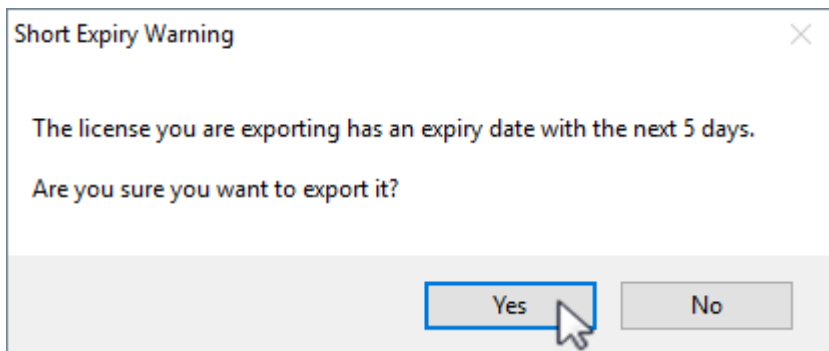 Short Expiry Warning
The license you are exporting has an expiry date with the next 5 days.
Are you sure you want to export it?
Yes
No